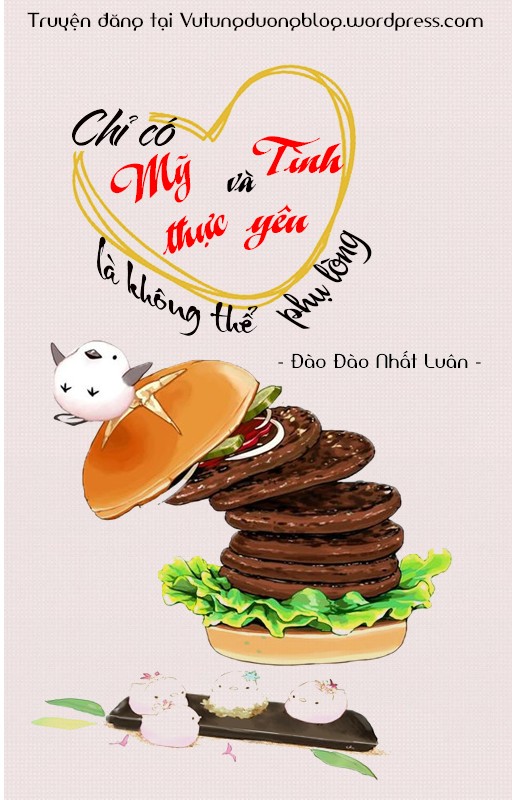 Truyện đăng tại Vutungduongblog.wordpress.com
Chỉ có
Mỹ và Tình
thực yêu
là không thể phụ lòng
- Đào Đào Nhất Luân -